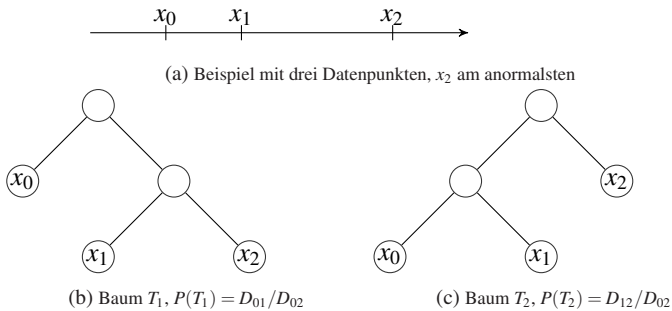 x₀ x₁ x₂
(a) Beispiel mit drei Datenpunkten, x₂ am anormalsten
x₀
x₁ x₂
(b) Baum T₁, P(T₁) = D₀₁/D₀₂
x₂
x₀ x₁
(c) Baum T₂, P(T₂) = D₁₂/D₀₂